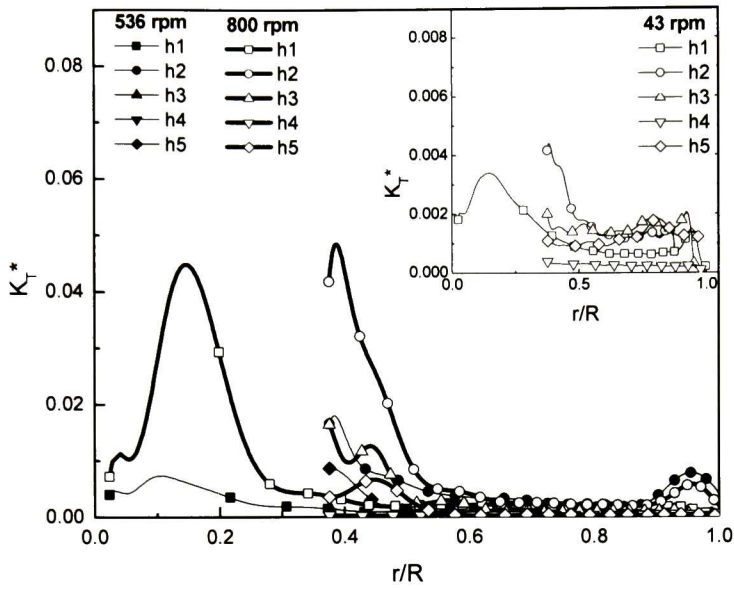 536 rpm 800 rpm
h1 h1
h2 h2
h3 h3
h4 h4
h5 h5
43 rpm
h1
h2
h3
h4
h5
0.008
0.006
0.004
0.002
0.000
K_T*
0.0 0.5 1.0
r/R
0.08
0.06
0.04
0.02
0.00
K_T*
0.0 0.2 0.4 0.6 0.8 1.0
r/R